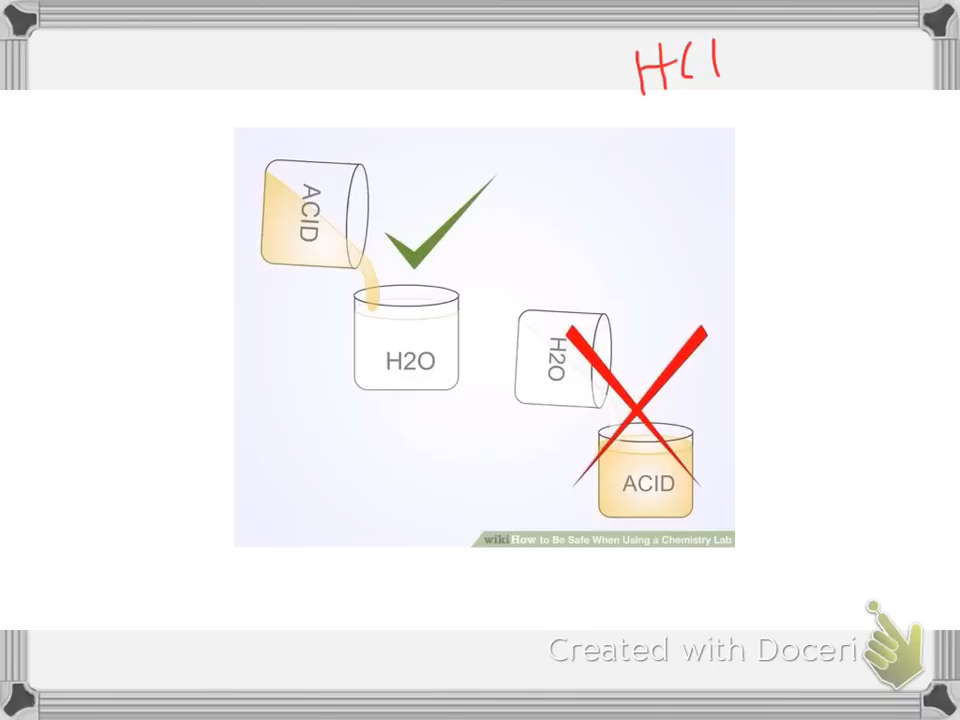 HCl
ACID
H2O
H2O
ACID
wikiHow to Be Safe When Using a Chemistry Lab
Created with Doceri